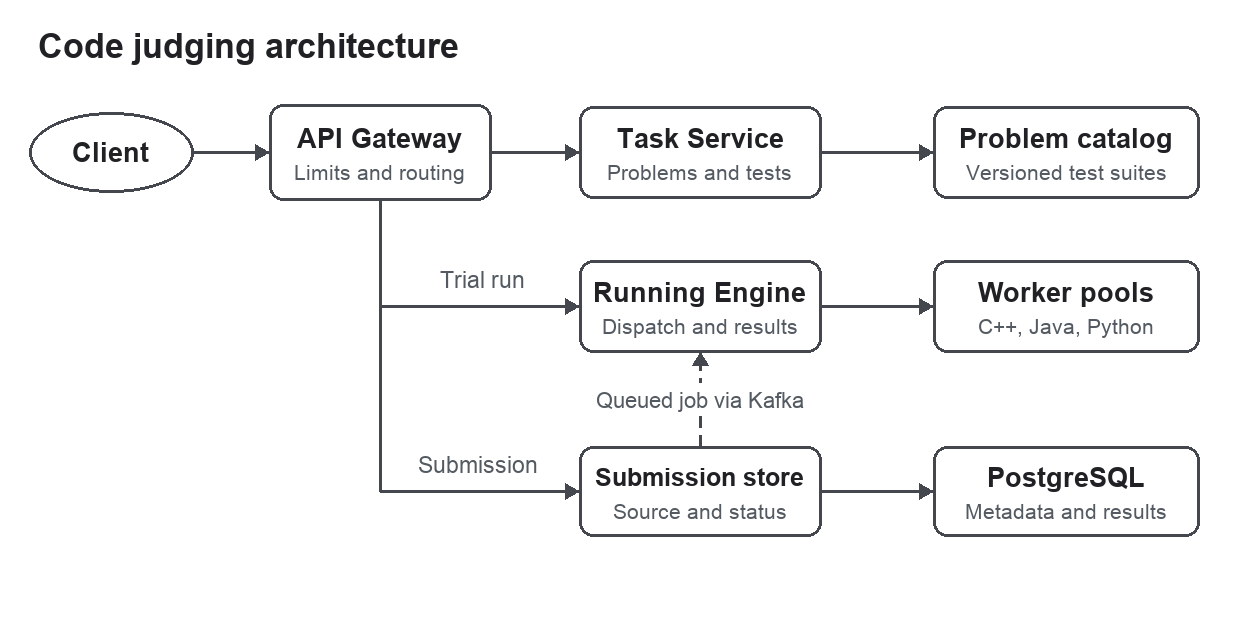 Code judging architecture
Client
API Gateway
Limits and routing
Task Service
Problems and tests
Problem catalog
Versioned test suites
Trial run
Running Engine
Dispatch and results
Worker pools
C++, Java, Python
Queued job via Kafka
Submission
Submission store
Source and status
PostgreSQL
Metadata and results